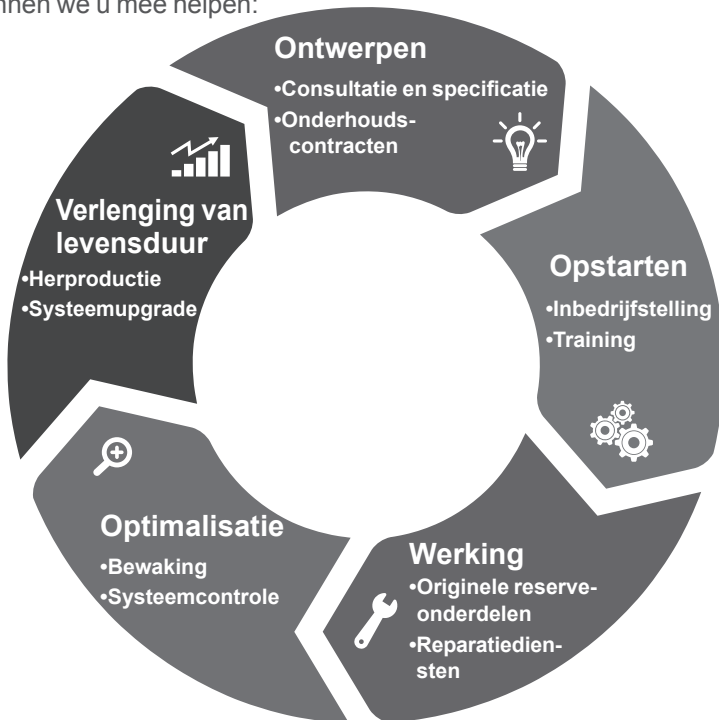 nnen we u mee helpen:
Ontwerpen
•Consultatie en specificatie
•Onderhouds-
contracten
Opstarten
•Inbedrijfstelling
•Training
Werking
•Originele reserve-
onderdelen
•Reparatiedien-
sten
Optimalisatie
•Bewaking
•Systeemcontrole
Verlenging van
levensduur
•Herproductie
•Systeemupgrade